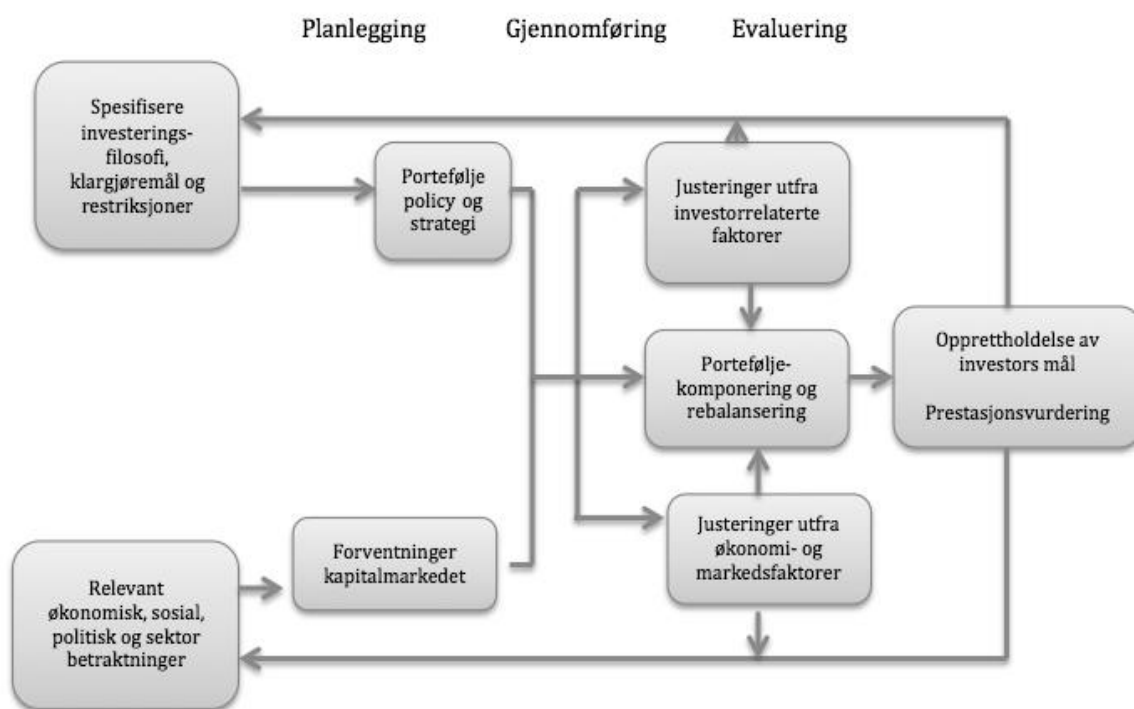 Planlegging Gjennomføring Evaluering
Spesifisere
investerings-
filosofi,
klargjøremål og
restriksjoner
Portefølje
policy og
strategi
Justeringer utfra
investorrelaterte
faktorer
Portefølje-
komponering og
rebalansering
Opprettholdelse av
investors mål
Prestasjonsvurdering
Justeringer utfra
økonomi- og
markedsfaktorer
Forventninger
kapitalmarkedet
Relevant
økonomisk, sosial,
politisk og sektor
betraktninger